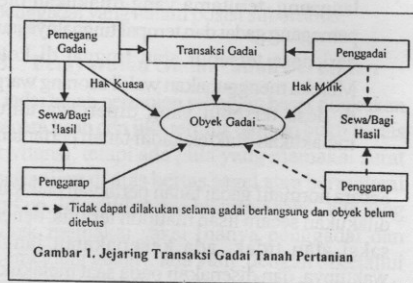 Pemegang Gadai
Transaksi Gadai
Penggadai
Hak Kuasa
Hak Milik
Sewa/Bagi Hasil
Obyek Gadai
Sewa/Bagi Hasil
Penggarap
Penggarap
Tidak dapat dilakukan selama gadai berlangsung dan obyek belum
ditebus
Gambar 1. Jejaring Transaksi Gadai Tanah Pertanian